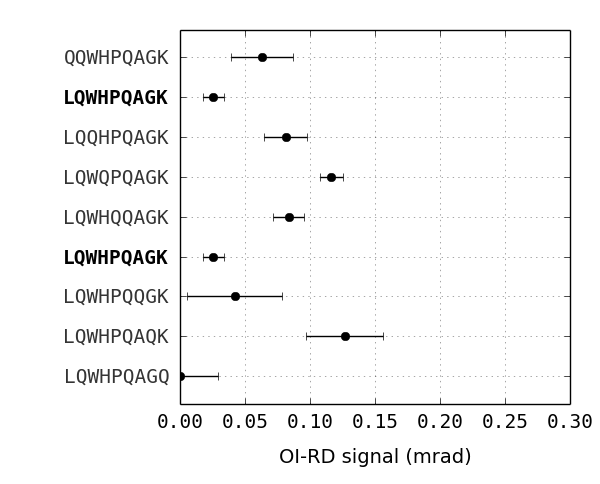 QQWHPQAGK
LQWHPQAGK
LQQHPQAGK
LQWQPQAGK
LQWHQQAGK
LQWHPQAGK
LQWHPQQGK
LQWHPQAQK
LQWHPQAGQ
0.00 0.05 0.10 0.15 0.20 0.25 0.30
OI-RD signal (mrad)